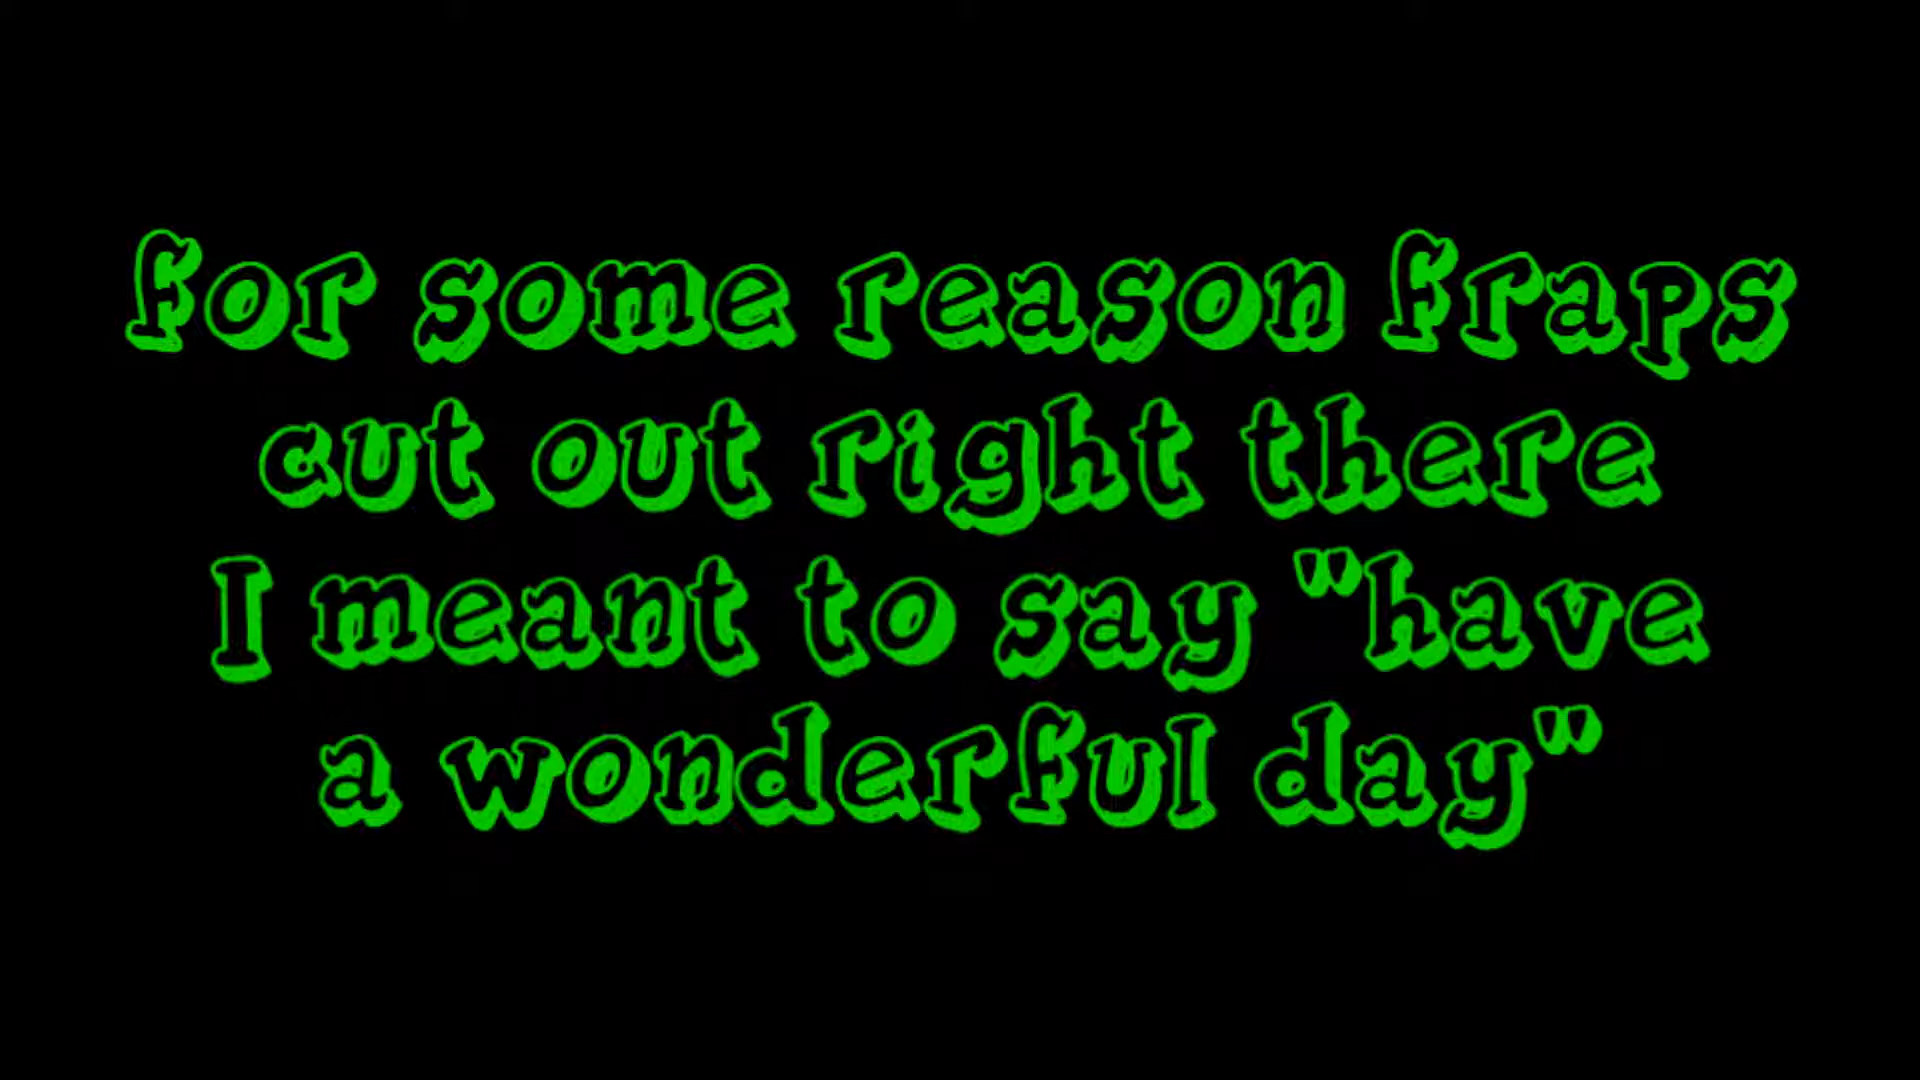 for some reason fraps
cut out right there
I meant to say "have
a wonderful day"